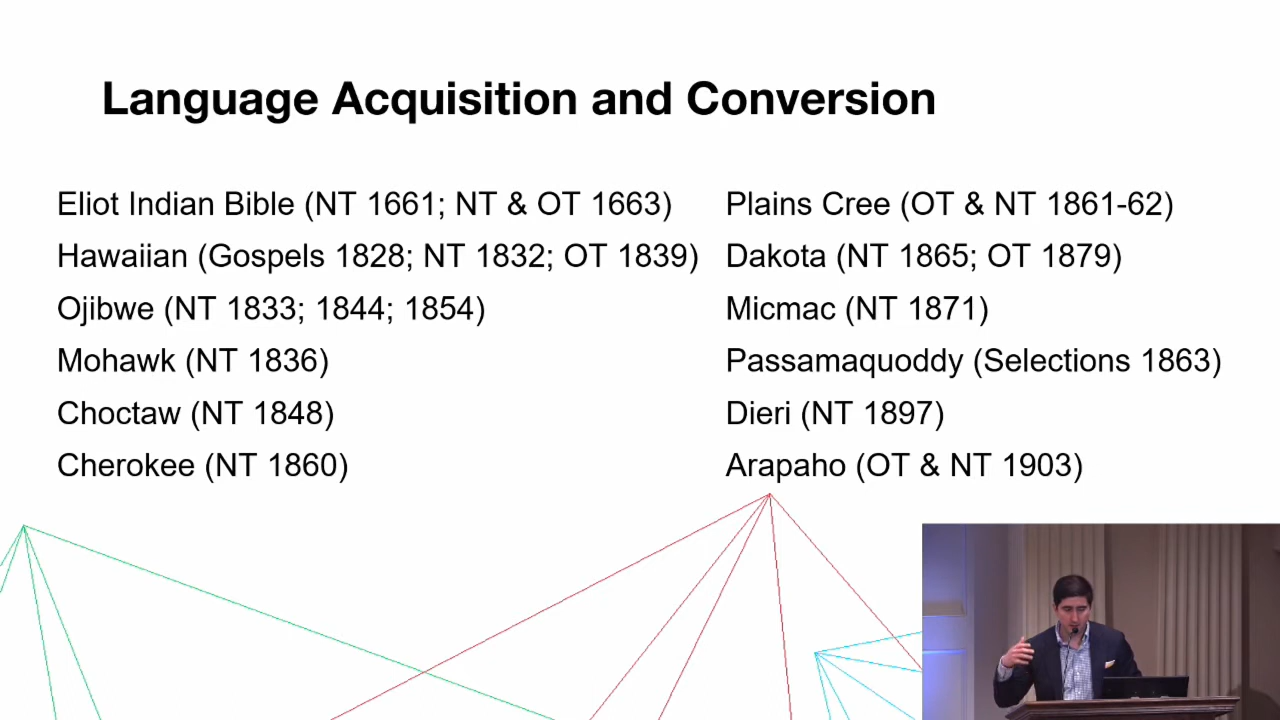 Language Acquisition and Conversion
Eliot Indian Bible (NT 1661; NT & OT 1663)
Hawaiian (Gospels 1828; NT 1832; OT 1839)
Ojibwe (NT 1833; 1844; 1854)
Mohawk (NT 1836)
Choctaw (NT 1848)
Cherokee (NT 1860)
Plains Cree (OT & NT 1861-62)
Dakota (NT 1865; OT 1879)
Micmac (NT 1871)
Passamaquoddy (Selections 1863)
Dieri (NT 1897)
Arapaho (OT & NT 1903)